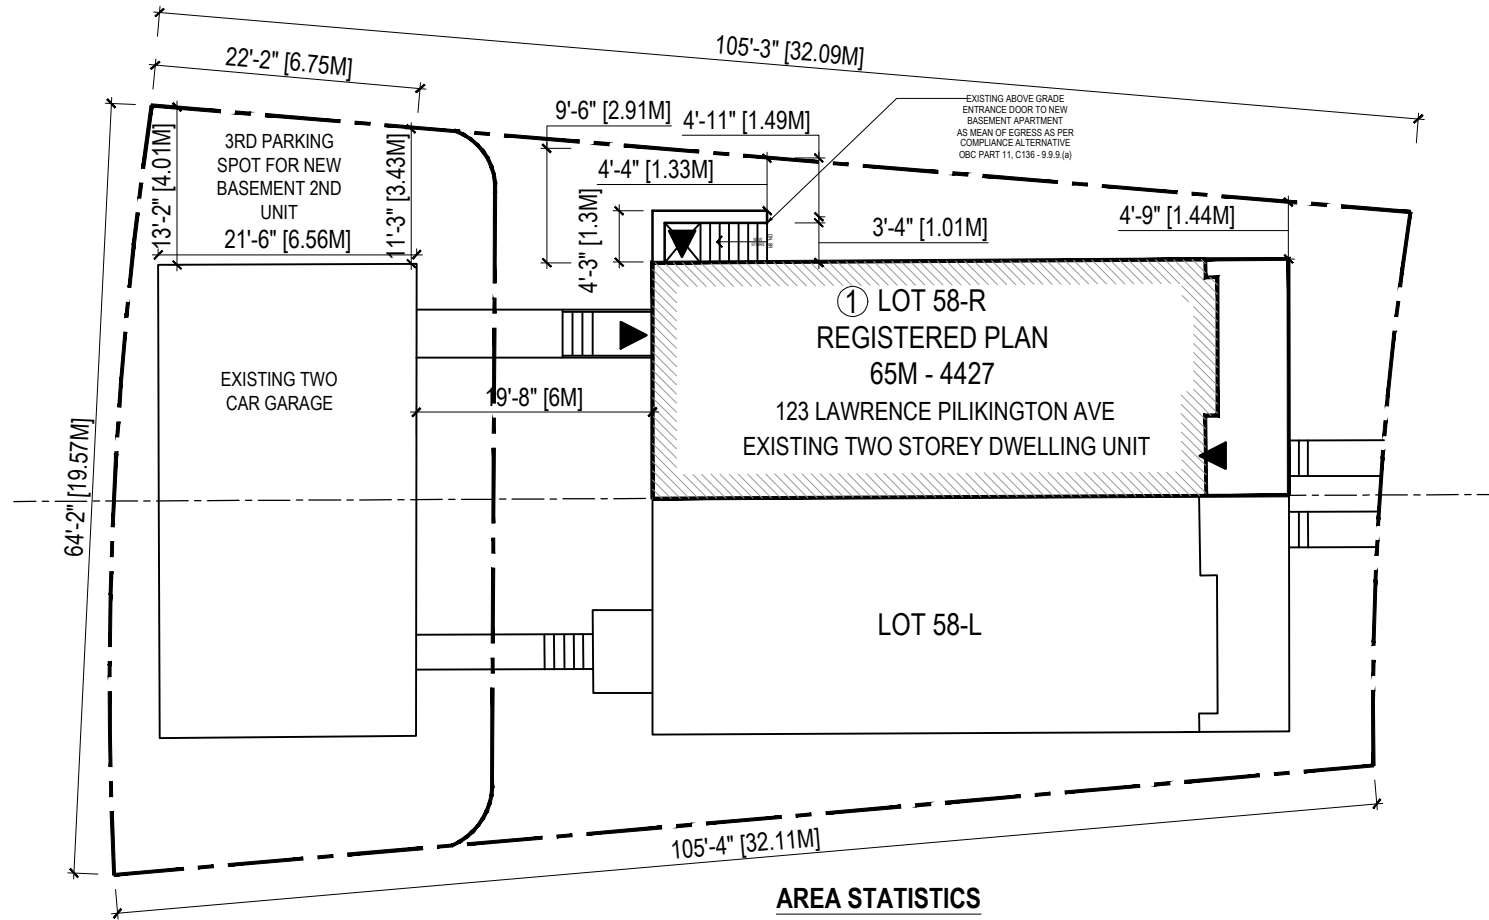 105'-3" [32.09M]
22'-2" [6.75M]
9'-6" [2.91M]
4'-11" [1.49M]
EXISTING ABOVE GRADE
ENTRANCE DOOR TO NEW
BASEMENT APARTMENT
AS MEAN OF EGRESS AS PER
COMPLIANCE ALTERNATIVE
OBC PART 11, C136 - 9.9.9.(a)
13'-2" [4.01M]
3RD PARKING
SPOT FOR NEW
BASEMENT 2ND
UNIT
11'-3" [3.43M]
21'-6" [6.56M]
4'-4" [1.33M]
4'-3" [1.3M]
3'-4" [1.01M]
4'-9" [1.44M]
1 LOT 58-R
REGISTERED PLAN
65M - 4427
123 LAWRENCE PILIKINGTON AVE
EXISTING TWO STOREY DWELLING UNIT
EXISTING TWO
CAR GARAGE
19'-8" [6M]
64'-2" [19.57M]
LOT 58-L
105'-4" [32.11M]
AREA STATISTICS